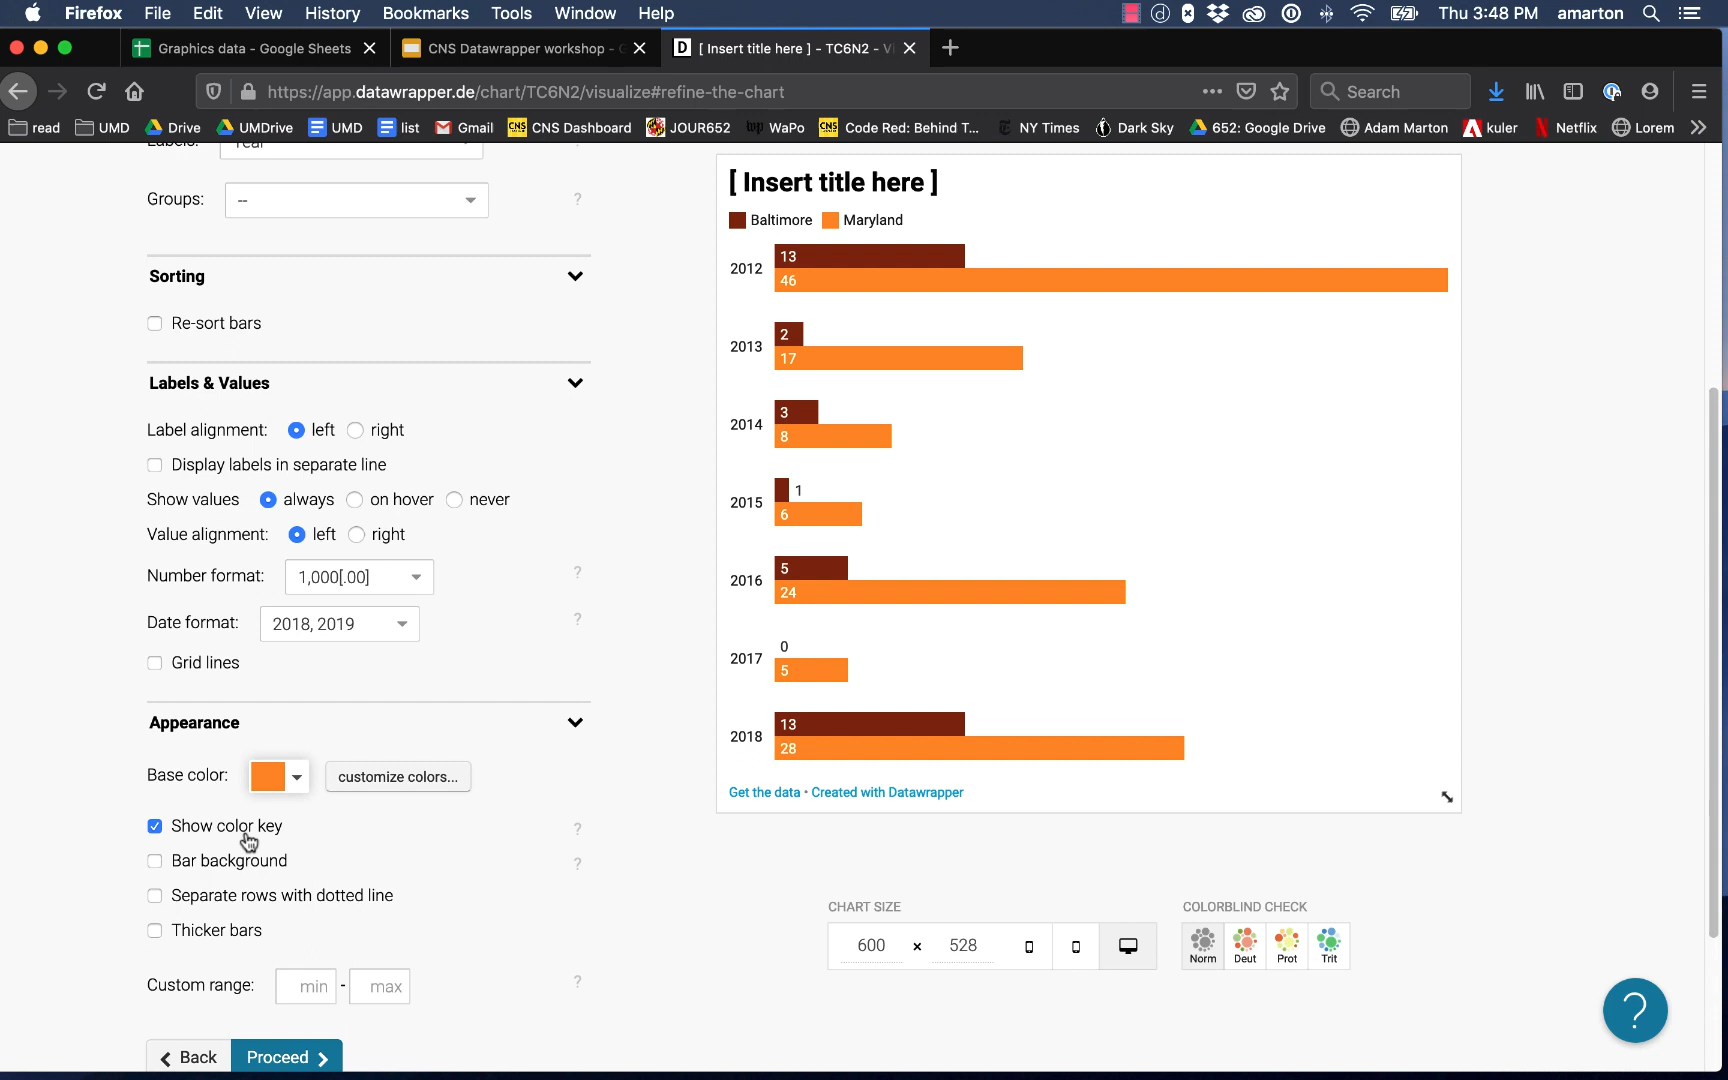 Firefox File Edit View History Bookmarks Tools Window Help Thu 3:48 PM amarton
Graphics data - Google Sheets
CNS Datawrapper workshop -
[ Insert title here ] - TC6N2 -
https://app.datawrapper.de/chart/TC6N2/visualize#refine-the-chart
Search
read UMD Drive UMDrive UMD list Gmail CNS Dashboard JOUR652 WaPo Code Red: Behind T... NY Times Dark Sky 652: Google Drive Adam Marton kuler Netflix Lorem
Labels: Year
Groups: -- ?
Sorting
Re-sort bars
Labels & Values
Label alignment: left right
Display labels in separate line
Show values always on hover never
Value alignment: left right
Number format: 1,000[.00] ?
Date format: 2018, 2019 ?
Grid lines
Appearance
Base color: customize colors...
Show color key ?
Bar background ?
Separate rows with dotted line
Thicker bars
Custom range: min - max ?
Back Proceed
[ Insert title here ]
Baltimore Maryland
2012 13
46
2013 2
17
2014 3
8
2015 1
6
2016 5
24
2017 0
5
2018 13
28
Get the data • Created with Datawrapper
CHART SIZE
600 × 528
COLORBLIND CHECK
Norm Deut Prot Trit
?